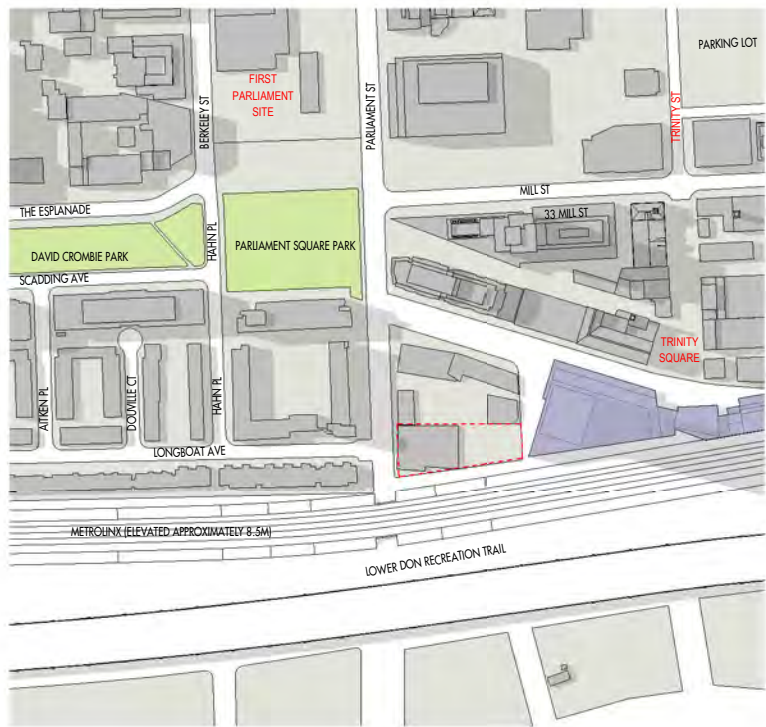 PARKING LOT
FIRST
PARLIAMENT
SITE
BERKELEY ST
PARLIAMENT ST
TRINITY ST
MILL ST
THE ESPLANADE
33 MILL ST
HAHN PL
PARLIAMENT SQUARE PARK
DAVID CROMBIE PARK
SCADDING AVE
TRINITY
SQUARE
AITKEN PL
DOUVILLE CT
HAHN PL
LONGBOAT AVE
METROLINX (ELEVATED APPROXIMATELY 8.5M)
LOWER DON RECREATION TRAIL